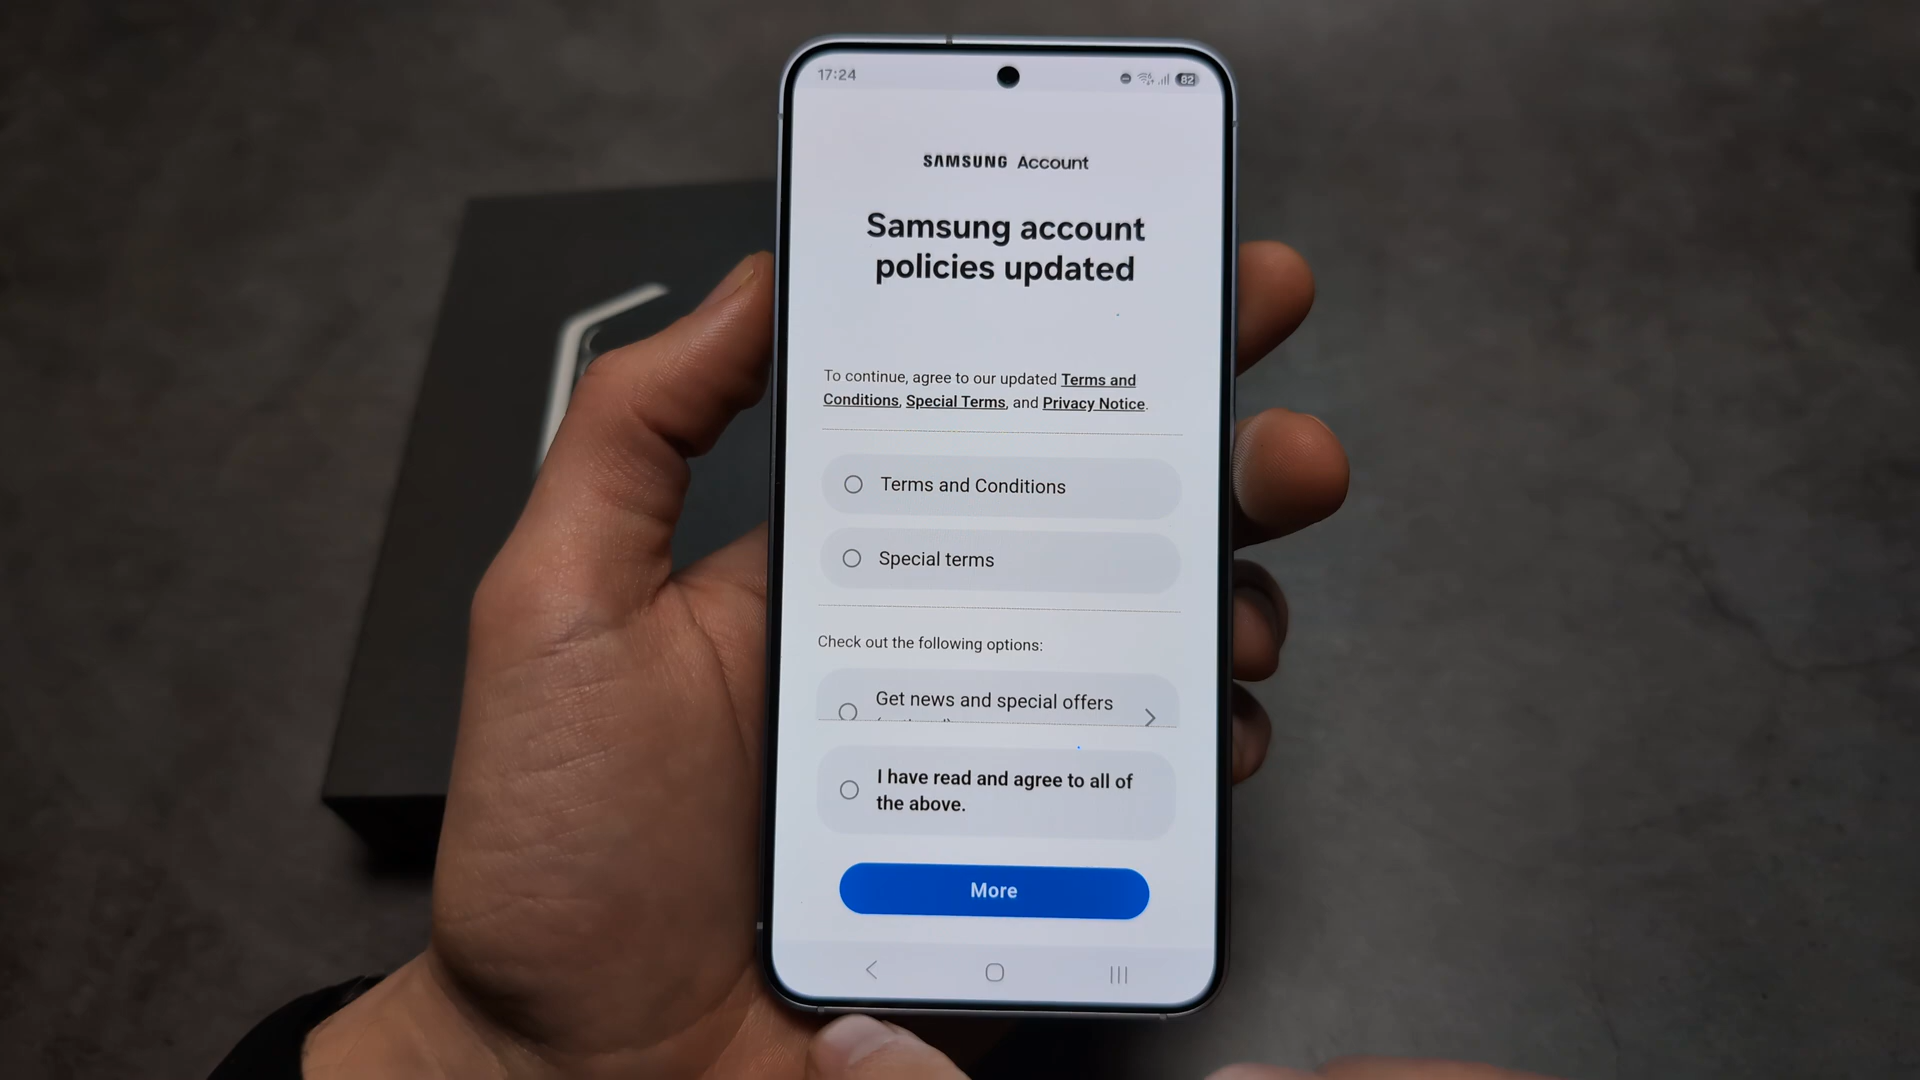 17:24
82
SAMSUNG Account
Samsung account
policies updated
To continue, agree to our updated Terms and
Conditions, Special Terms, and Privacy Notice.
Terms and Conditions
Special terms
Check out the following options:
Get news and special offers
I have read and agree to all of
the above.
More